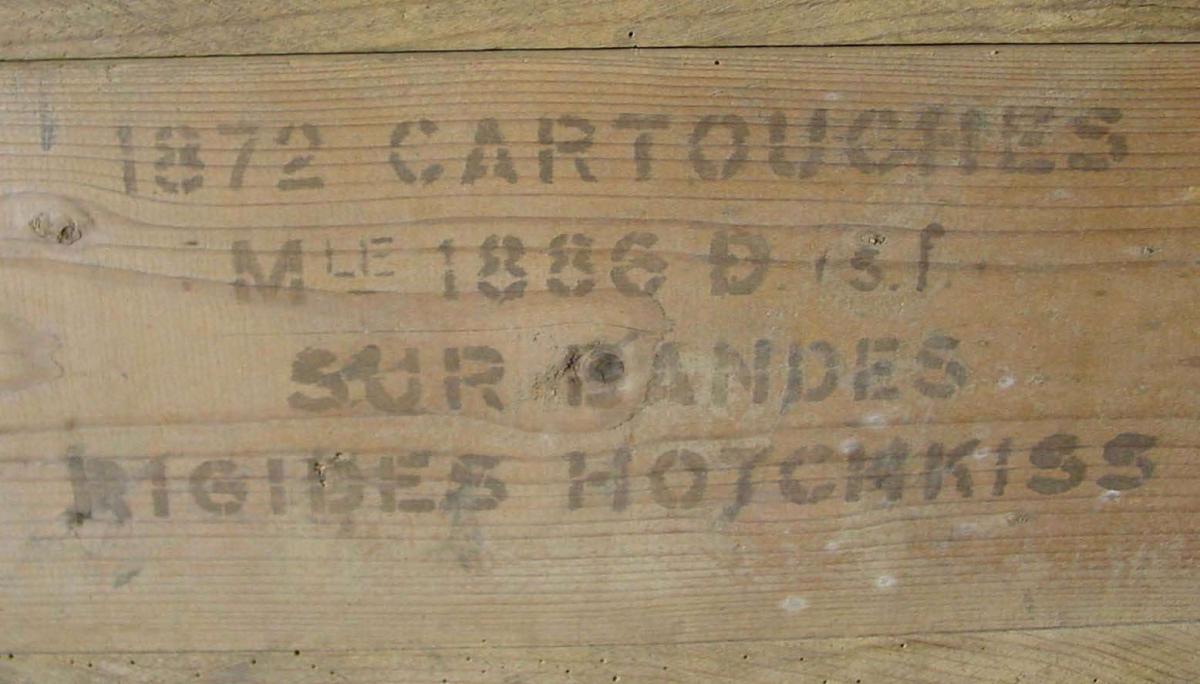 1872 CARTOUCHES
MLE 1886 D. (s.f.
SUR BANDES
RIGIDES HOTCHKISS